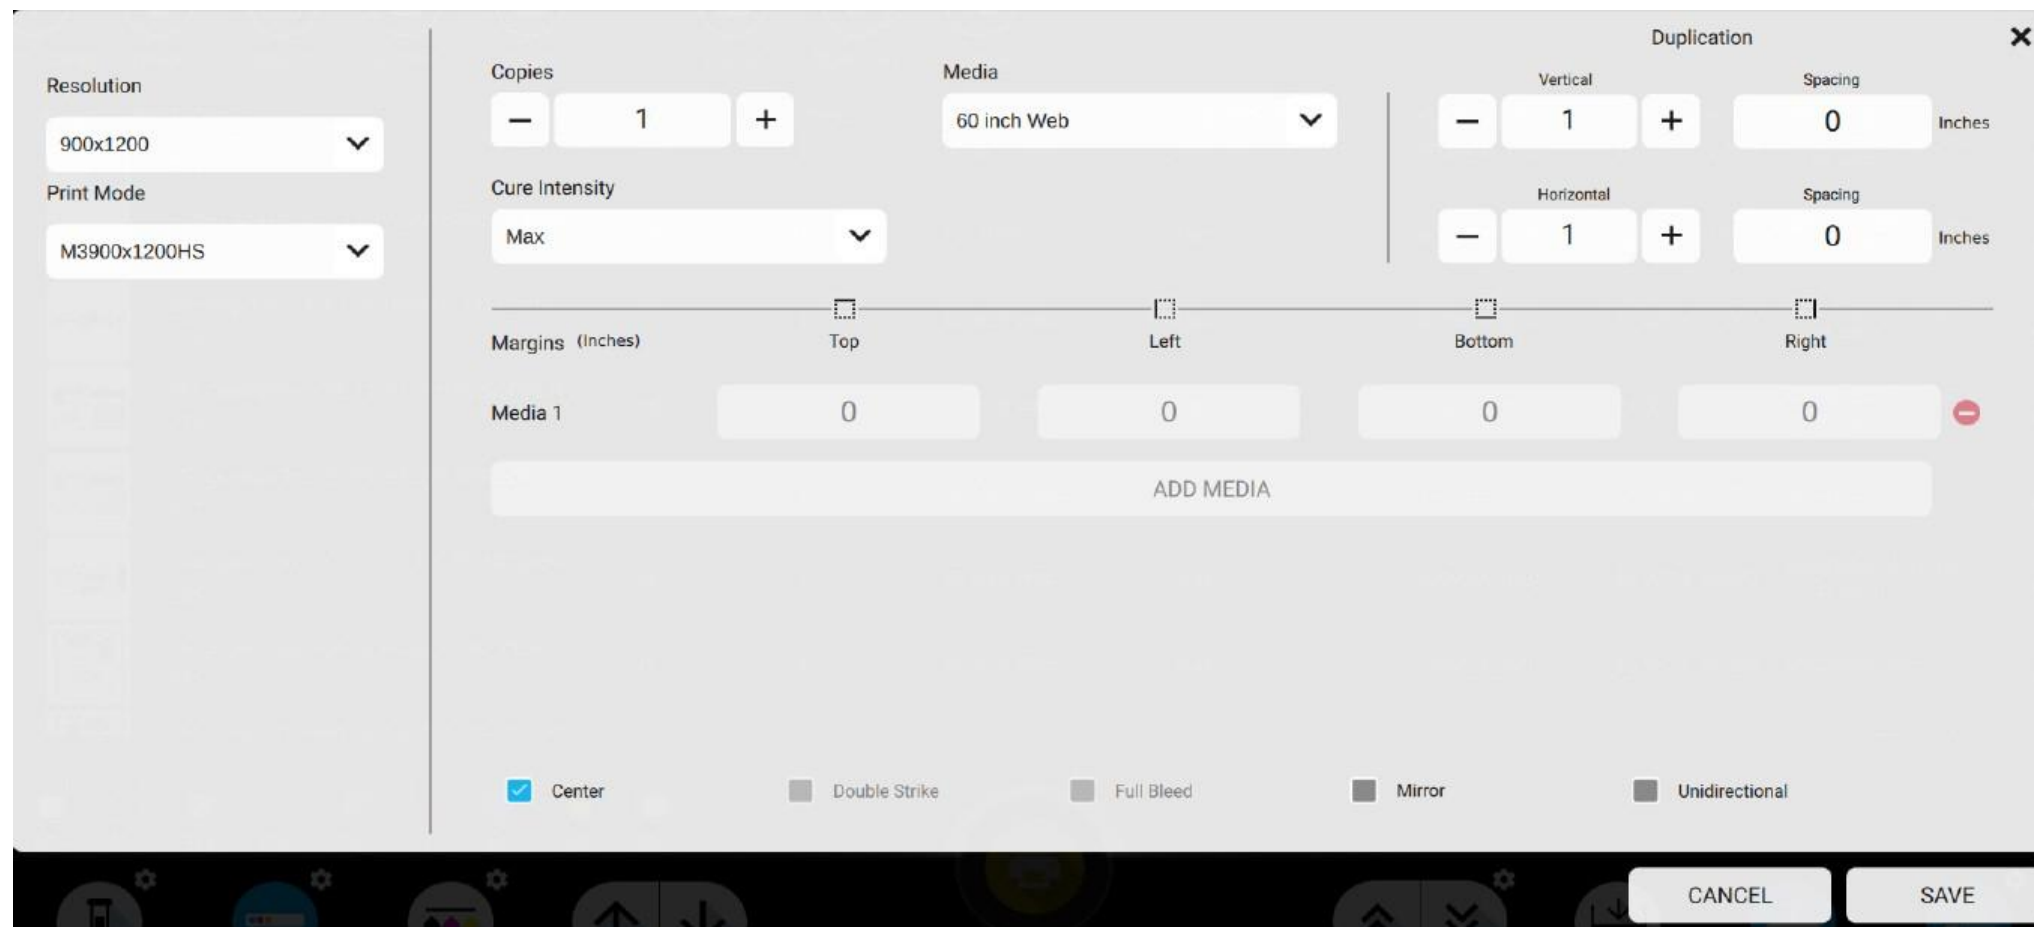 Duplication
Resolution
900x1200
Print Mode
M3900x1200HS
Copies
1
Media
60 inch Web
Cure Intensity
Max
Vertical
1
Spacing
0
Inches
Horizontal
1
Spacing
0
Inches
Margins (Inches)
Top
Left
Bottom
Right
Media 1
0
0
0
0
ADD MEDIA
Center
Double Strike
Full Bleed
Mirror
Unidirectional
CANCEL
SAVE